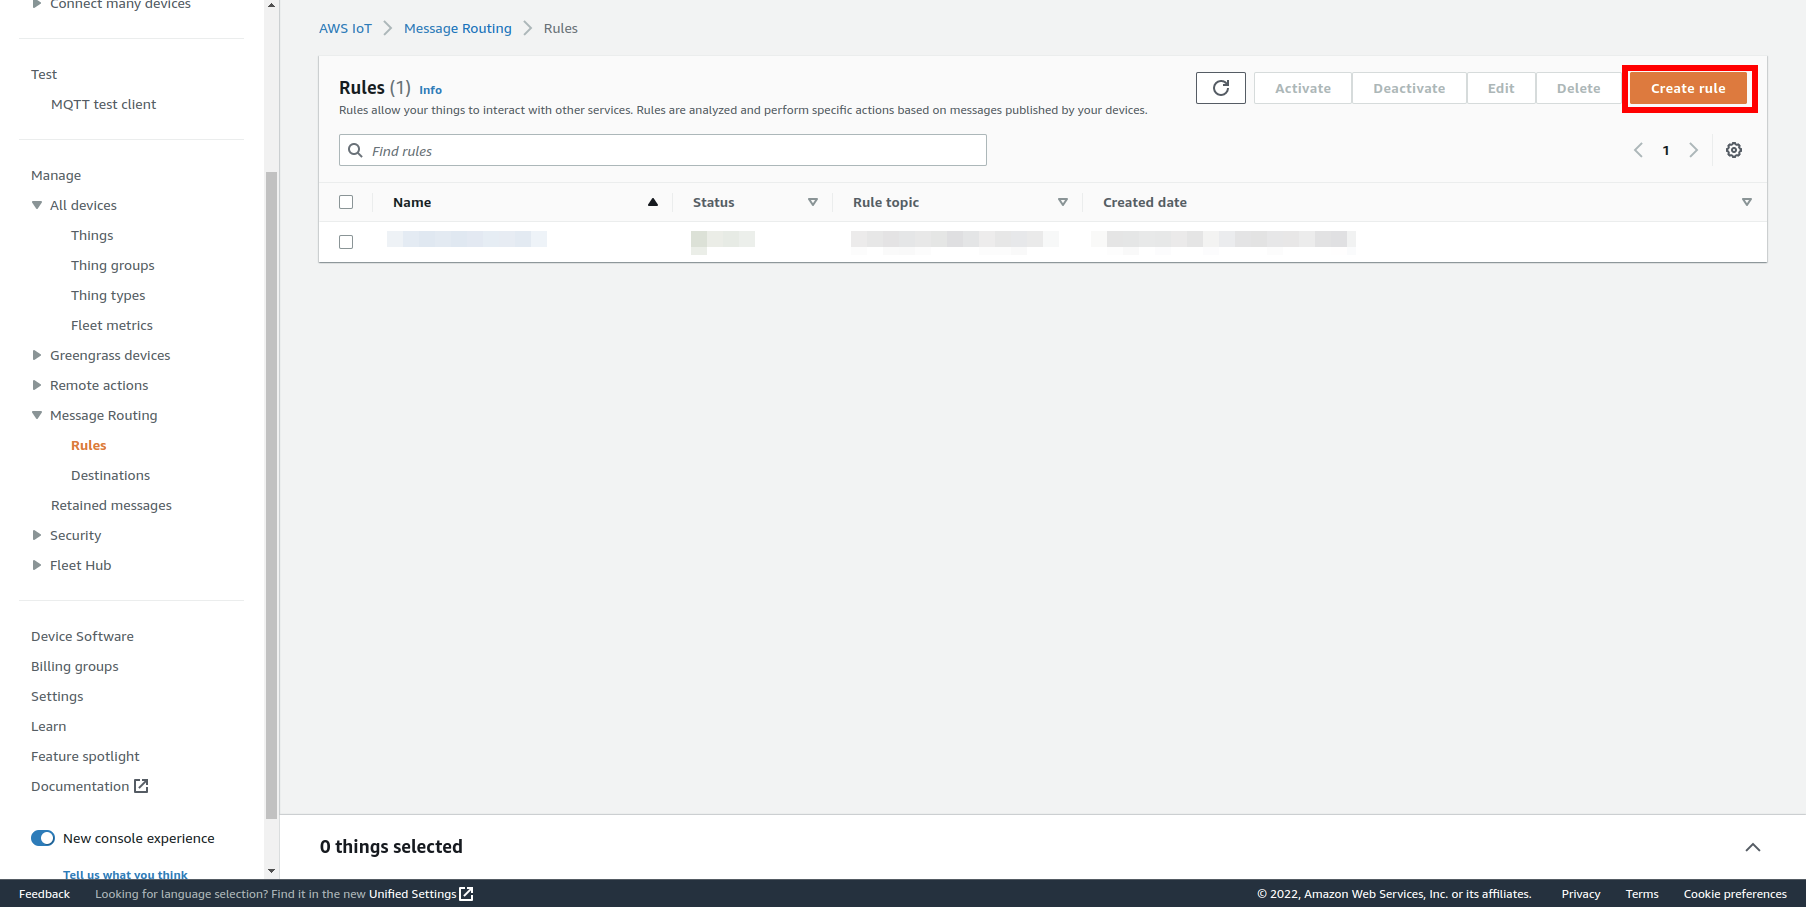 Connect many devices
Test
MQTT test client
Manage
All devices
Things
Thing groups
Thing types
Fleet metrics
Greengrass devices
Remote actions
Message Routing
Rules
Destinations
Retained messages
Security
Fleet Hub
Device Software
Billing groups
Settings
Learn
Feature spotlight
Documentation
New console experience
Tell us what you think
AWS IoT > Message Routing > Rules
Rules (1) Info
Rules allow your things to interact with other services. Rules are analyzed and perform specific actions based on messages published by your devices.
Activate Deactivate Edit Delete Create rule
Find rules
1
Name Status Rule topic Created date
0 things selected
Feedback Looking for language selection? Find it in the new Unified Settings © 2022, Amazon Web Services, Inc. or its affiliates. Privacy Terms Cookie preferences